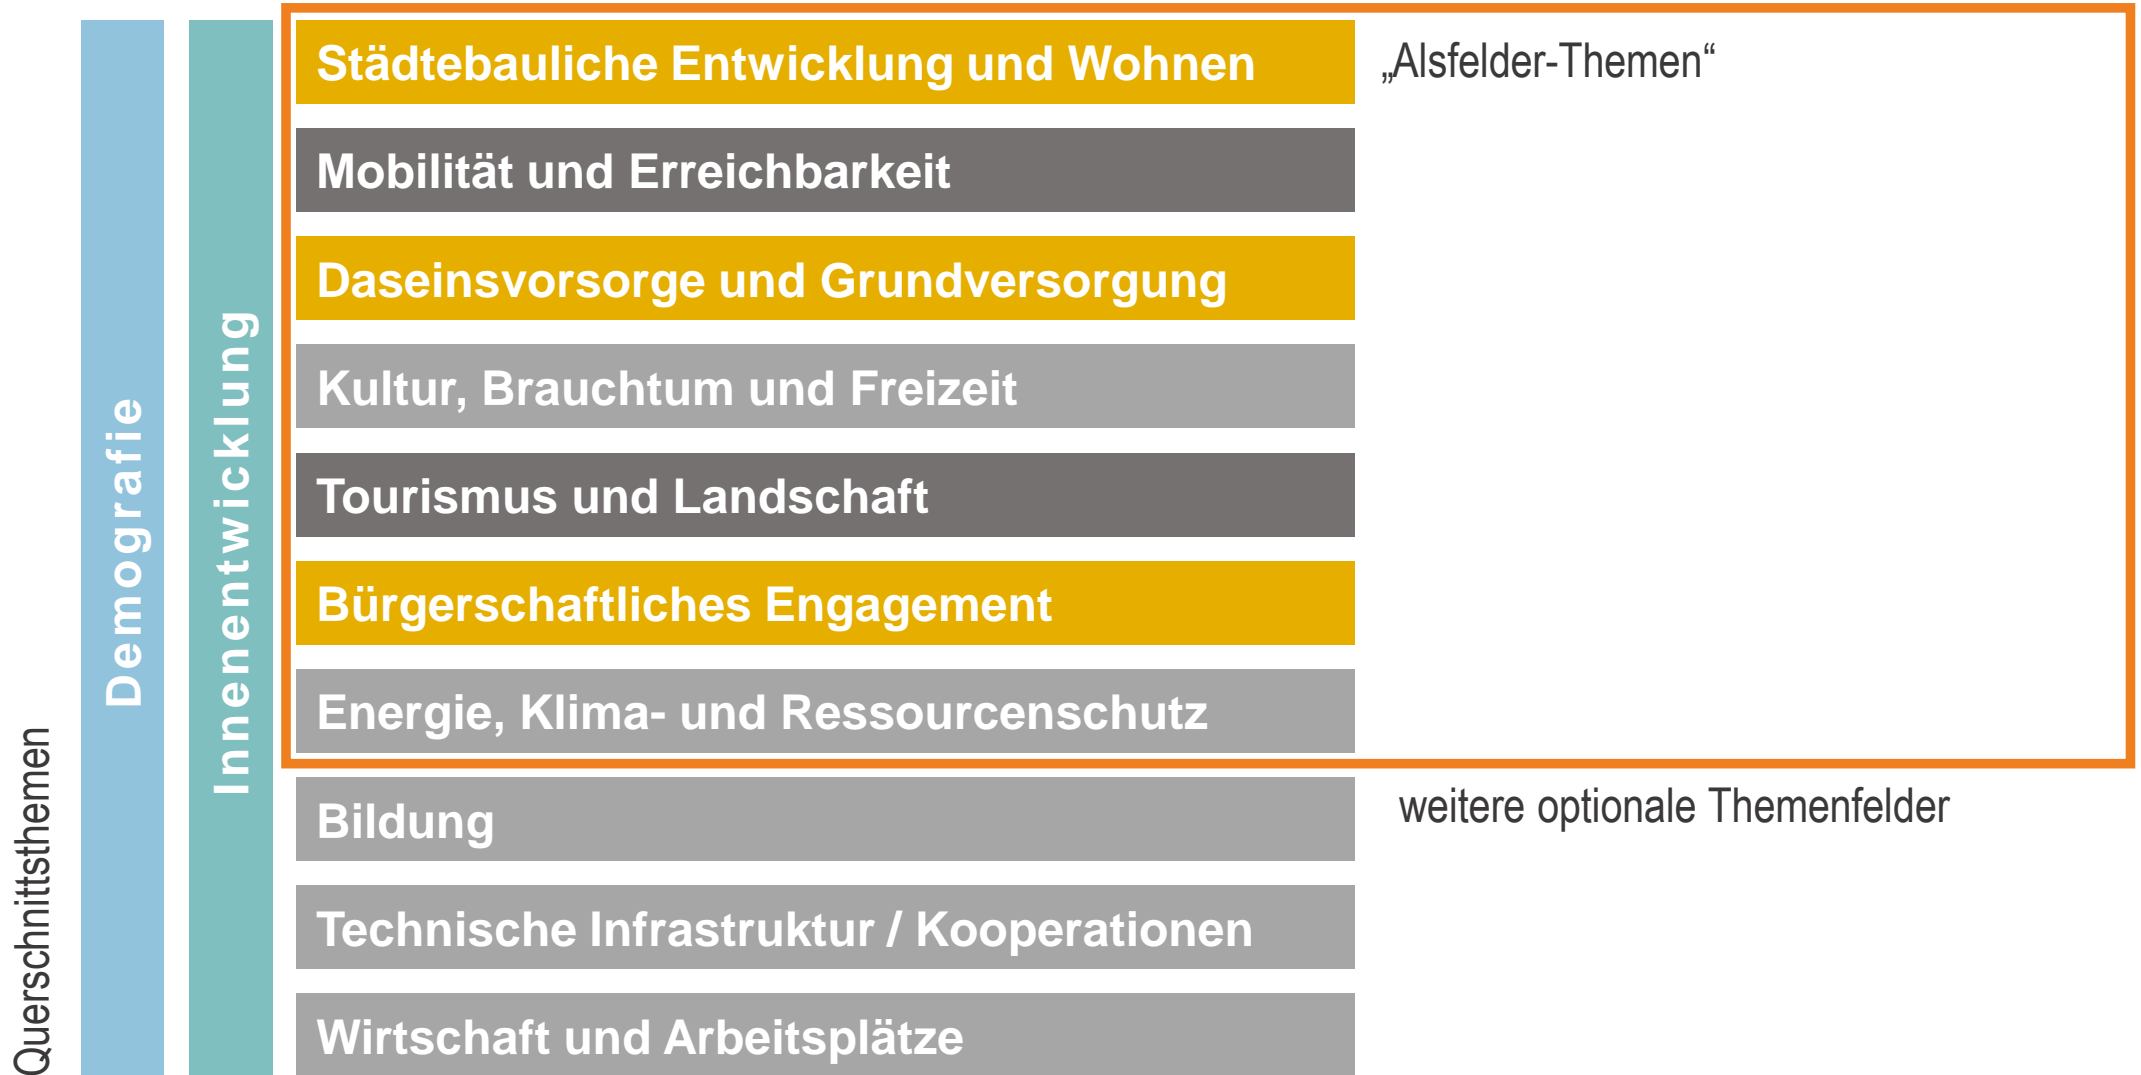 Städtebauliche Entwicklung und Wohnen
„Alsfelder-Themen“
Mobilität und Erreichbarkeit
Daseinsvorsorge und Grundversorgung
Kultur, Brauchtum und Freizeit
Tourismus und Landschaft
Bürgerschaftliches Engagement
Energie, Klima- und Ressourcenschutz
Bildung
weitere optionale Themenfelder
Technische Infrastruktur / Kooperationen
Wirtschaft und Arbeitsplätze
Querschnittsthemen
Demografie
Innenentwicklung